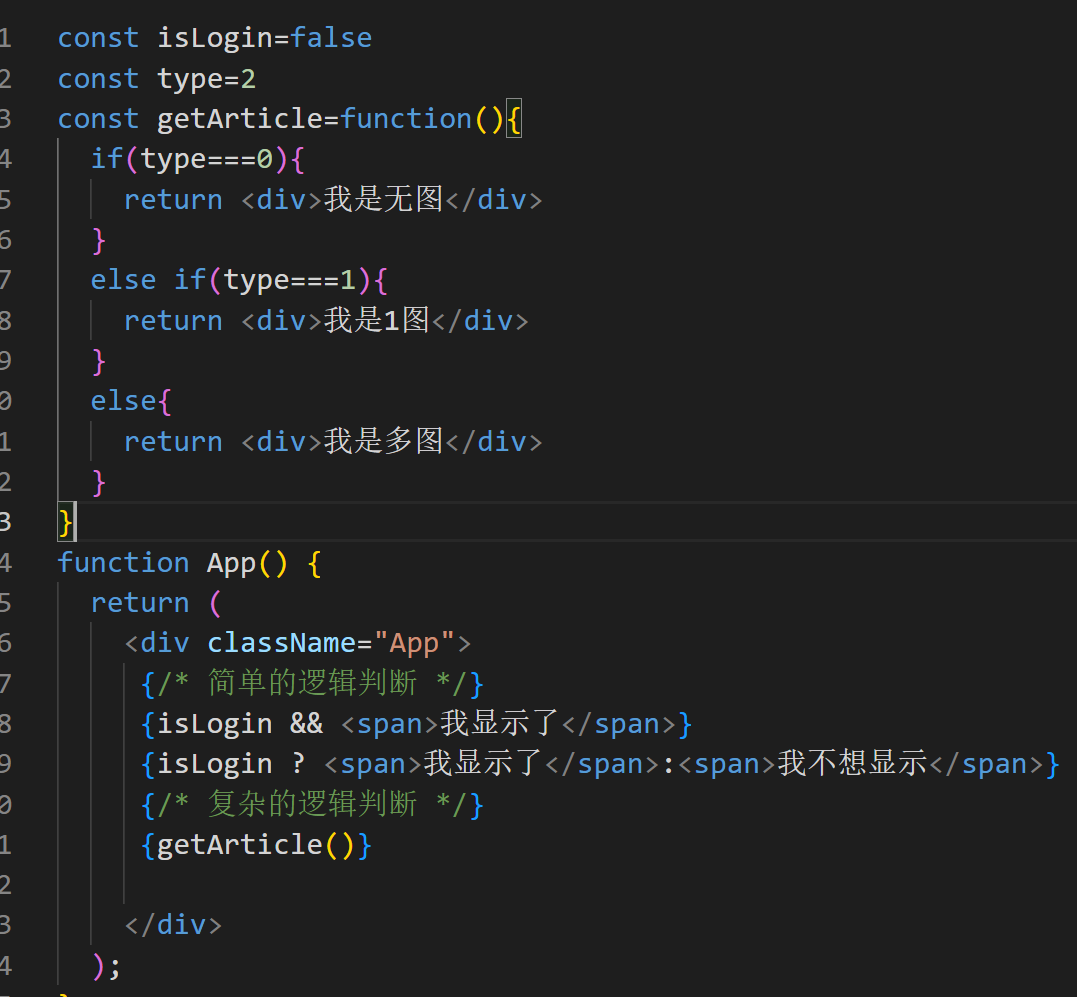 1 const isLogin=false
2 const type=2
3 const getArticle=function(){
4 if(type===0){
5 return <div>我是无图</div>
6 }
7 else if(type===1){
8 return <div>我是1图</div>
9 }
0 else{
1 return <div>我是多图</div>
2 }
3 }
4 function App() {
5 return (
6 <div className="App">
7 {/* 简单的逻辑判断 */}
8 {isLogin && <span>我显示了</span>}
9 {isLogin ? <span>我显示了</span>:<span>我不想显示</span>}
0 {/* 复杂的逻辑判断 */}
1 {getArticle()}
2
3 </div>
4 );